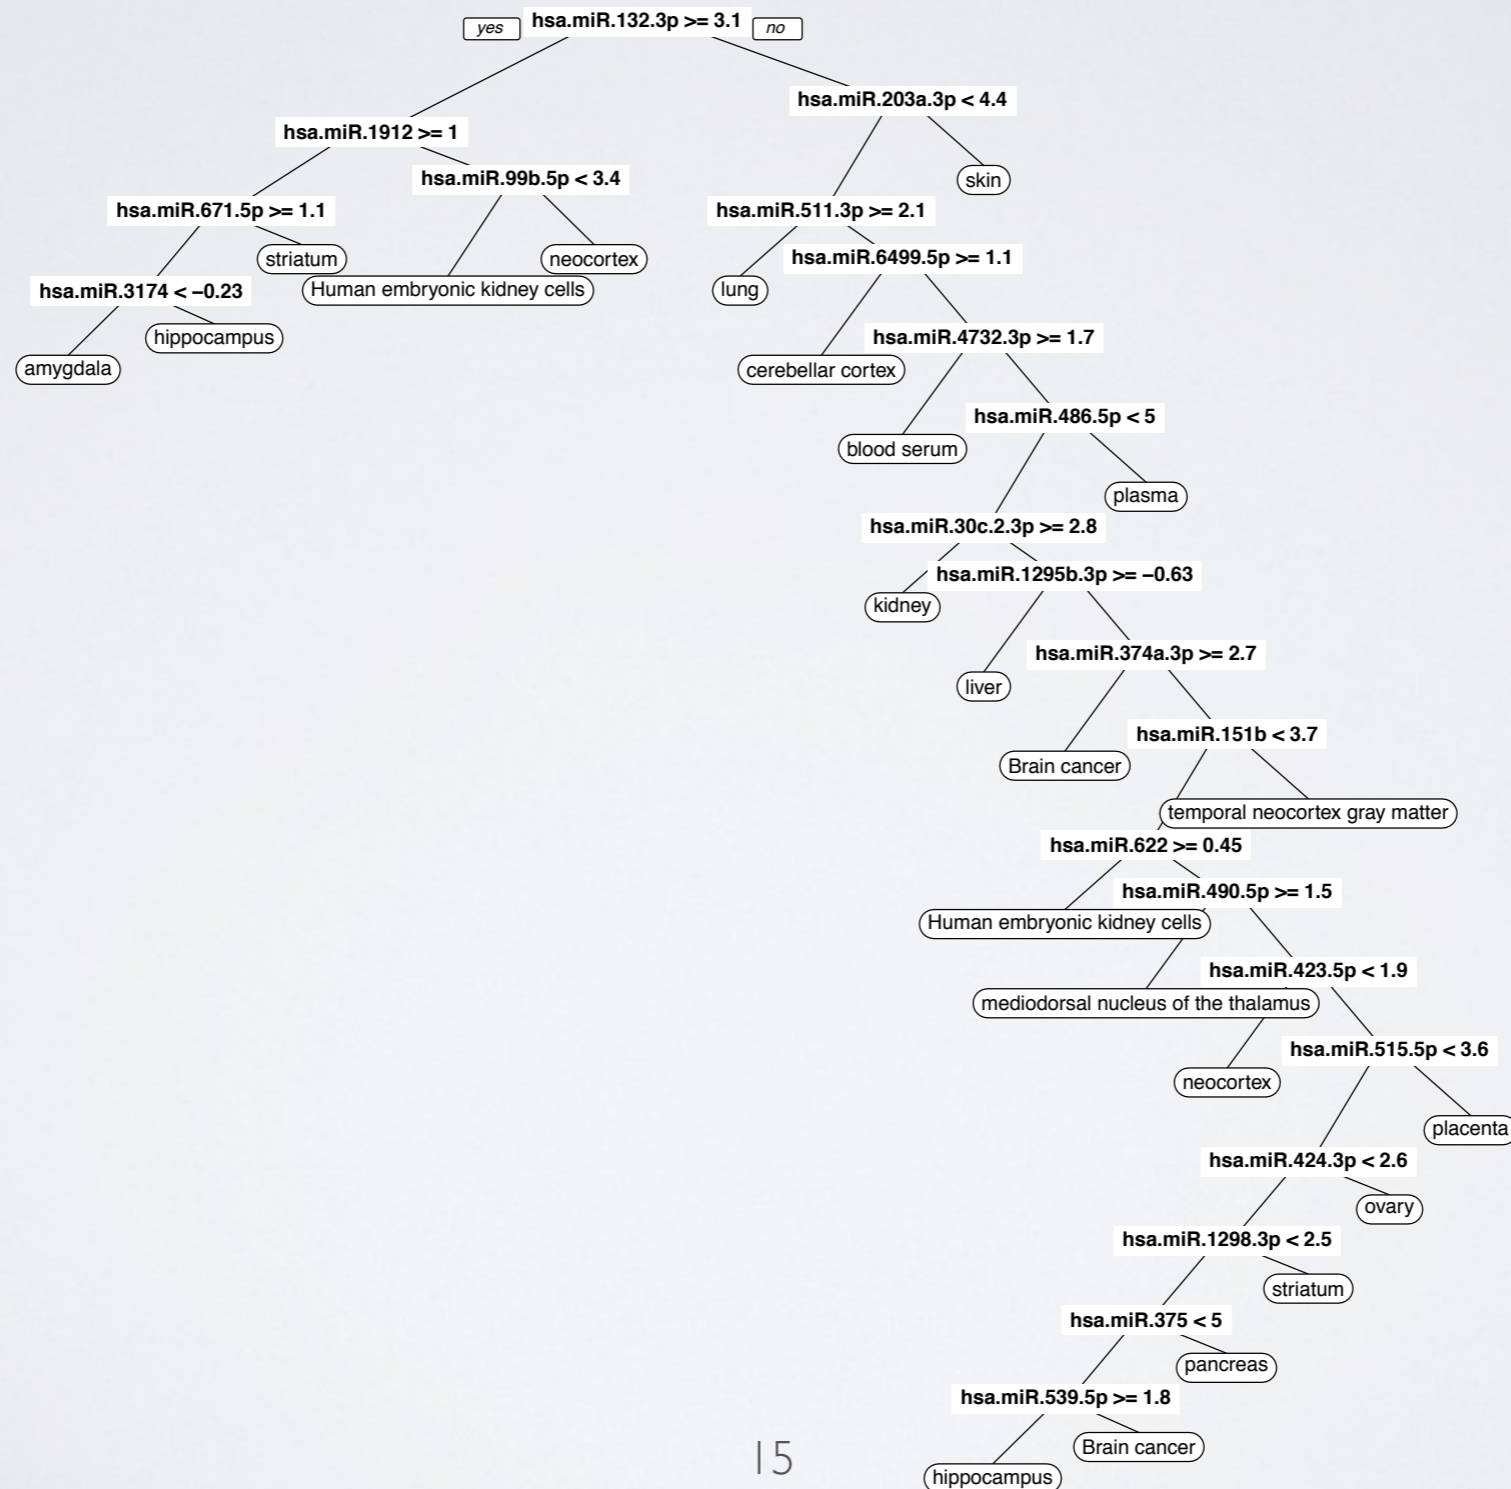 yes
hsa.miR.132.3p >= 3.1
no
hsa.miR.203a.3p < 4.4
hsa.miR.1912 >= 1
hsa.miR.99b.5p < 3.4
skin
hsa.miR.671.5p >= 1.1
hsa.miR.511.3p >= 2.1
striatum
neocortex
hsa.miR.6499.5p >= 1.1
hsa.miR.3174 < −0.23
Human embryonic kidney cells
lung
hippocampus
hsa.miR.4732.3p >= 1.7
amygdala
cerebellar cortex
hsa.miR.486.5p < 5
blood serum
plasma
hsa.miR.30c.2.3p >= 2.8
hsa.miR.1295b.3p >= −0.63
kidney
hsa.miR.374a.3p >= 2.7
liver
hsa.miR.151b < 3.7
Brain cancer
temporal neocortex gray matter
hsa.miR.622 >= 0.45
hsa.miR.490.5p >= 1.5
Human embryonic kidney cells
hsa.miR.423.5p < 1.9
mediodorsal nucleus of the thalamus
hsa.miR.515.5p < 3.6
neocortex
placenta
hsa.miR.424.3p < 2.6
ovary
hsa.miR.1298.3p < 2.5
striatum
hsa.miR.375 < 5
pancreas
hsa.miR.539.5p >= 1.8
Brain cancer
15
hippocampus